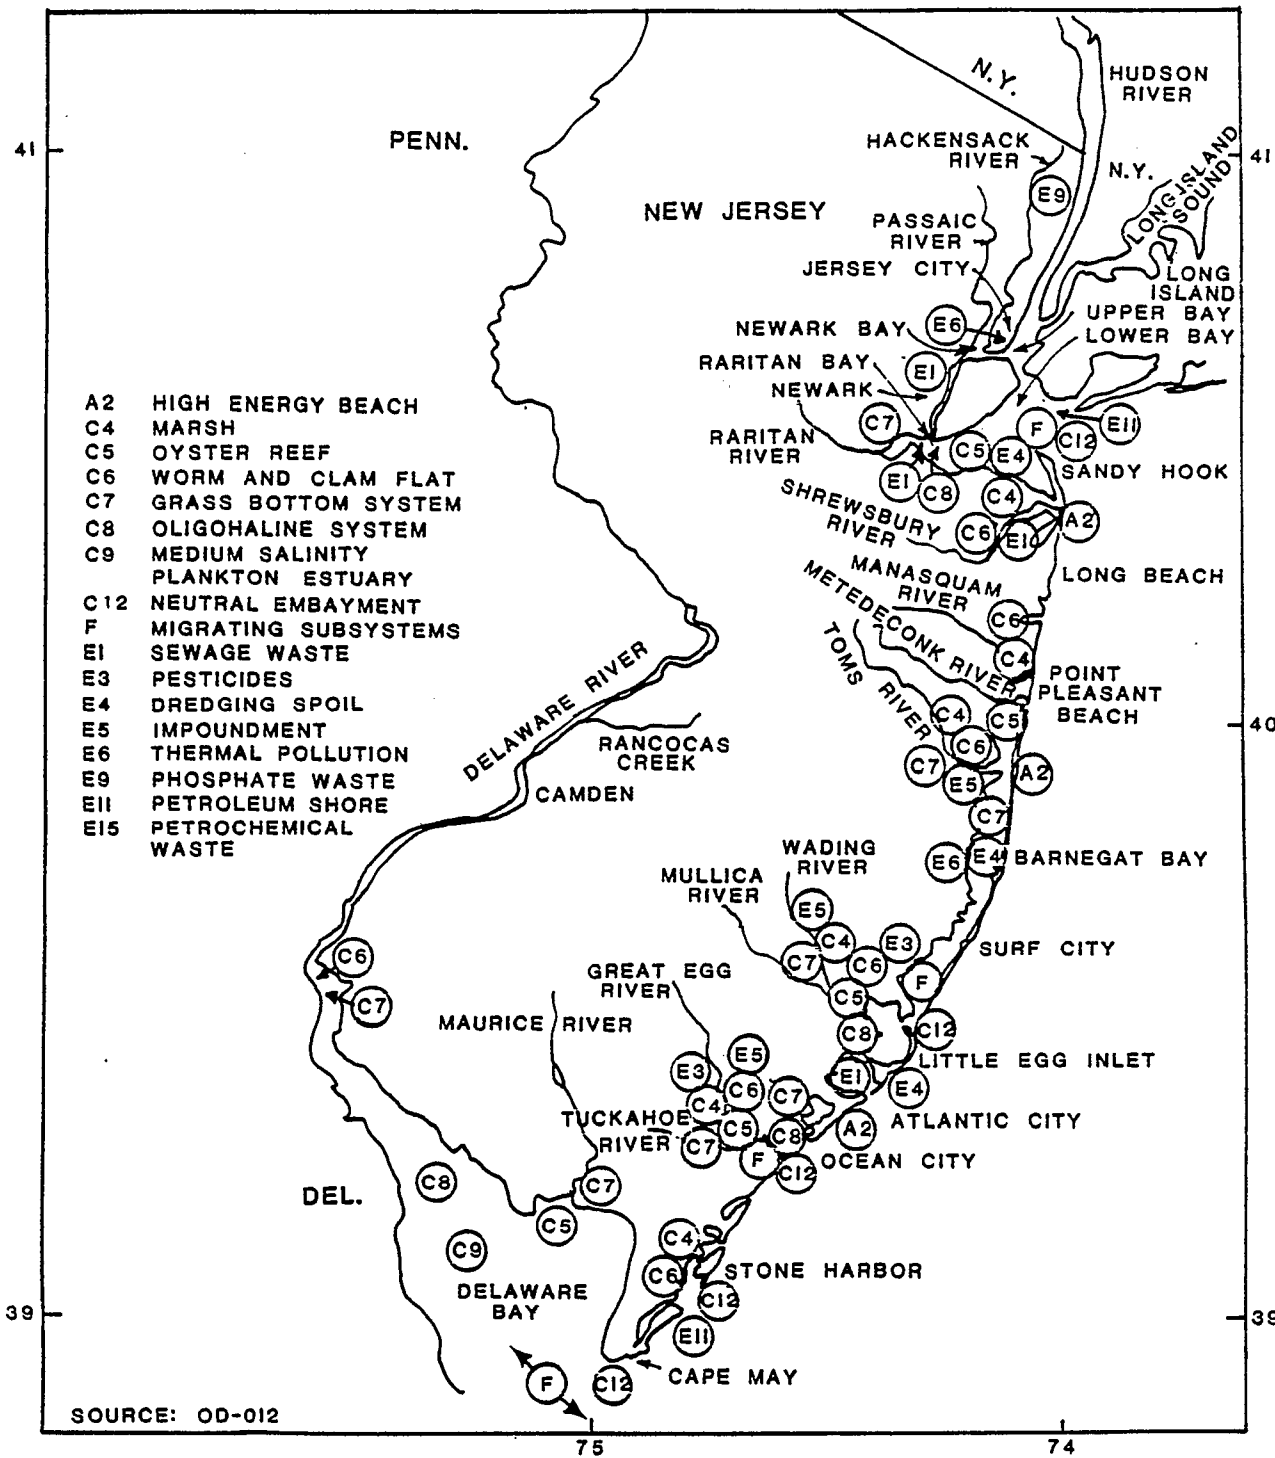 N.Y.
HUDSON
RIVER
PENN.
41
41
HACKENSACK
RIVER
N.Y.
LONG ISLAND
SOUND
E9
NEW JERSEY
PASSAIC
RIVER
JERSEY CITY
LONG
ISLAND
UPPER BAY
E6
NEWARK BAY
LOWER BAY
RARITAN BAY
E1
NEWARK
C7
F
E11
C12
RARITAN
RIVER
C5
E4
SANDY HOOK
E1
C8
C4
SHREWSBURY
RIVER
A2
C6
E1
LONG BEACH
MANASQUAM
RIVER
METEDECONK RIVER
C6
TOMS RIVER
C4
POINT
PLEASANT
BEACH
C4
C5
40
C6
C7
E5
A2
C7
E6
E4
BARNEGAT BAY
A2 HIGH ENERGY BEACH
C4 MARSH
C5 OYSTER REEF
C6 WORM AND CLAM FLAT
C7 GRASS BOTTOM SYSTEM
C8 OLIGOHALINE SYSTEM
C9 MEDIUM SALINITY
PLANKTON ESTUARY
C12 NEUTRAL EMBAYMENT
F MIGRATING SUBSYSTEMS
E1 SEWAGE WASTE
E3 PESTICIDES
E4 DREDGING SPOIL
E5 IMPOUNDMENT
E6 THERMAL POLLUTION
E9 PHOSPHATE WASTE
E11 PETROLEUM SHORE
E15 PETROCHEMICAL
WASTE
DELAWARE RIVER
RANCOCAS
CREEK
CAMDEN
WADING
RIVER
MULLICA
RIVER
E5
C4
E3
C7
C6
SURF CITY
C6
C7
GREAT EGG
RIVER
C5
F
MAURICE RIVER
C8
C12
LITTLE EGG INLET
E5
E3
E1
E4
C6
C7
C4
ATLANTIC CITY
TUCKAHOE
RIVER
C5
C8
A2
C7
F
C12
OCEAN CITY
DEL.
C8
C7
C5
C9
C4
C6
STONE HARBOR
C12
DELAWARE
BAY
39
39
E11
CAPE MAY
F
C12
SOURCE: OD-012
75
74